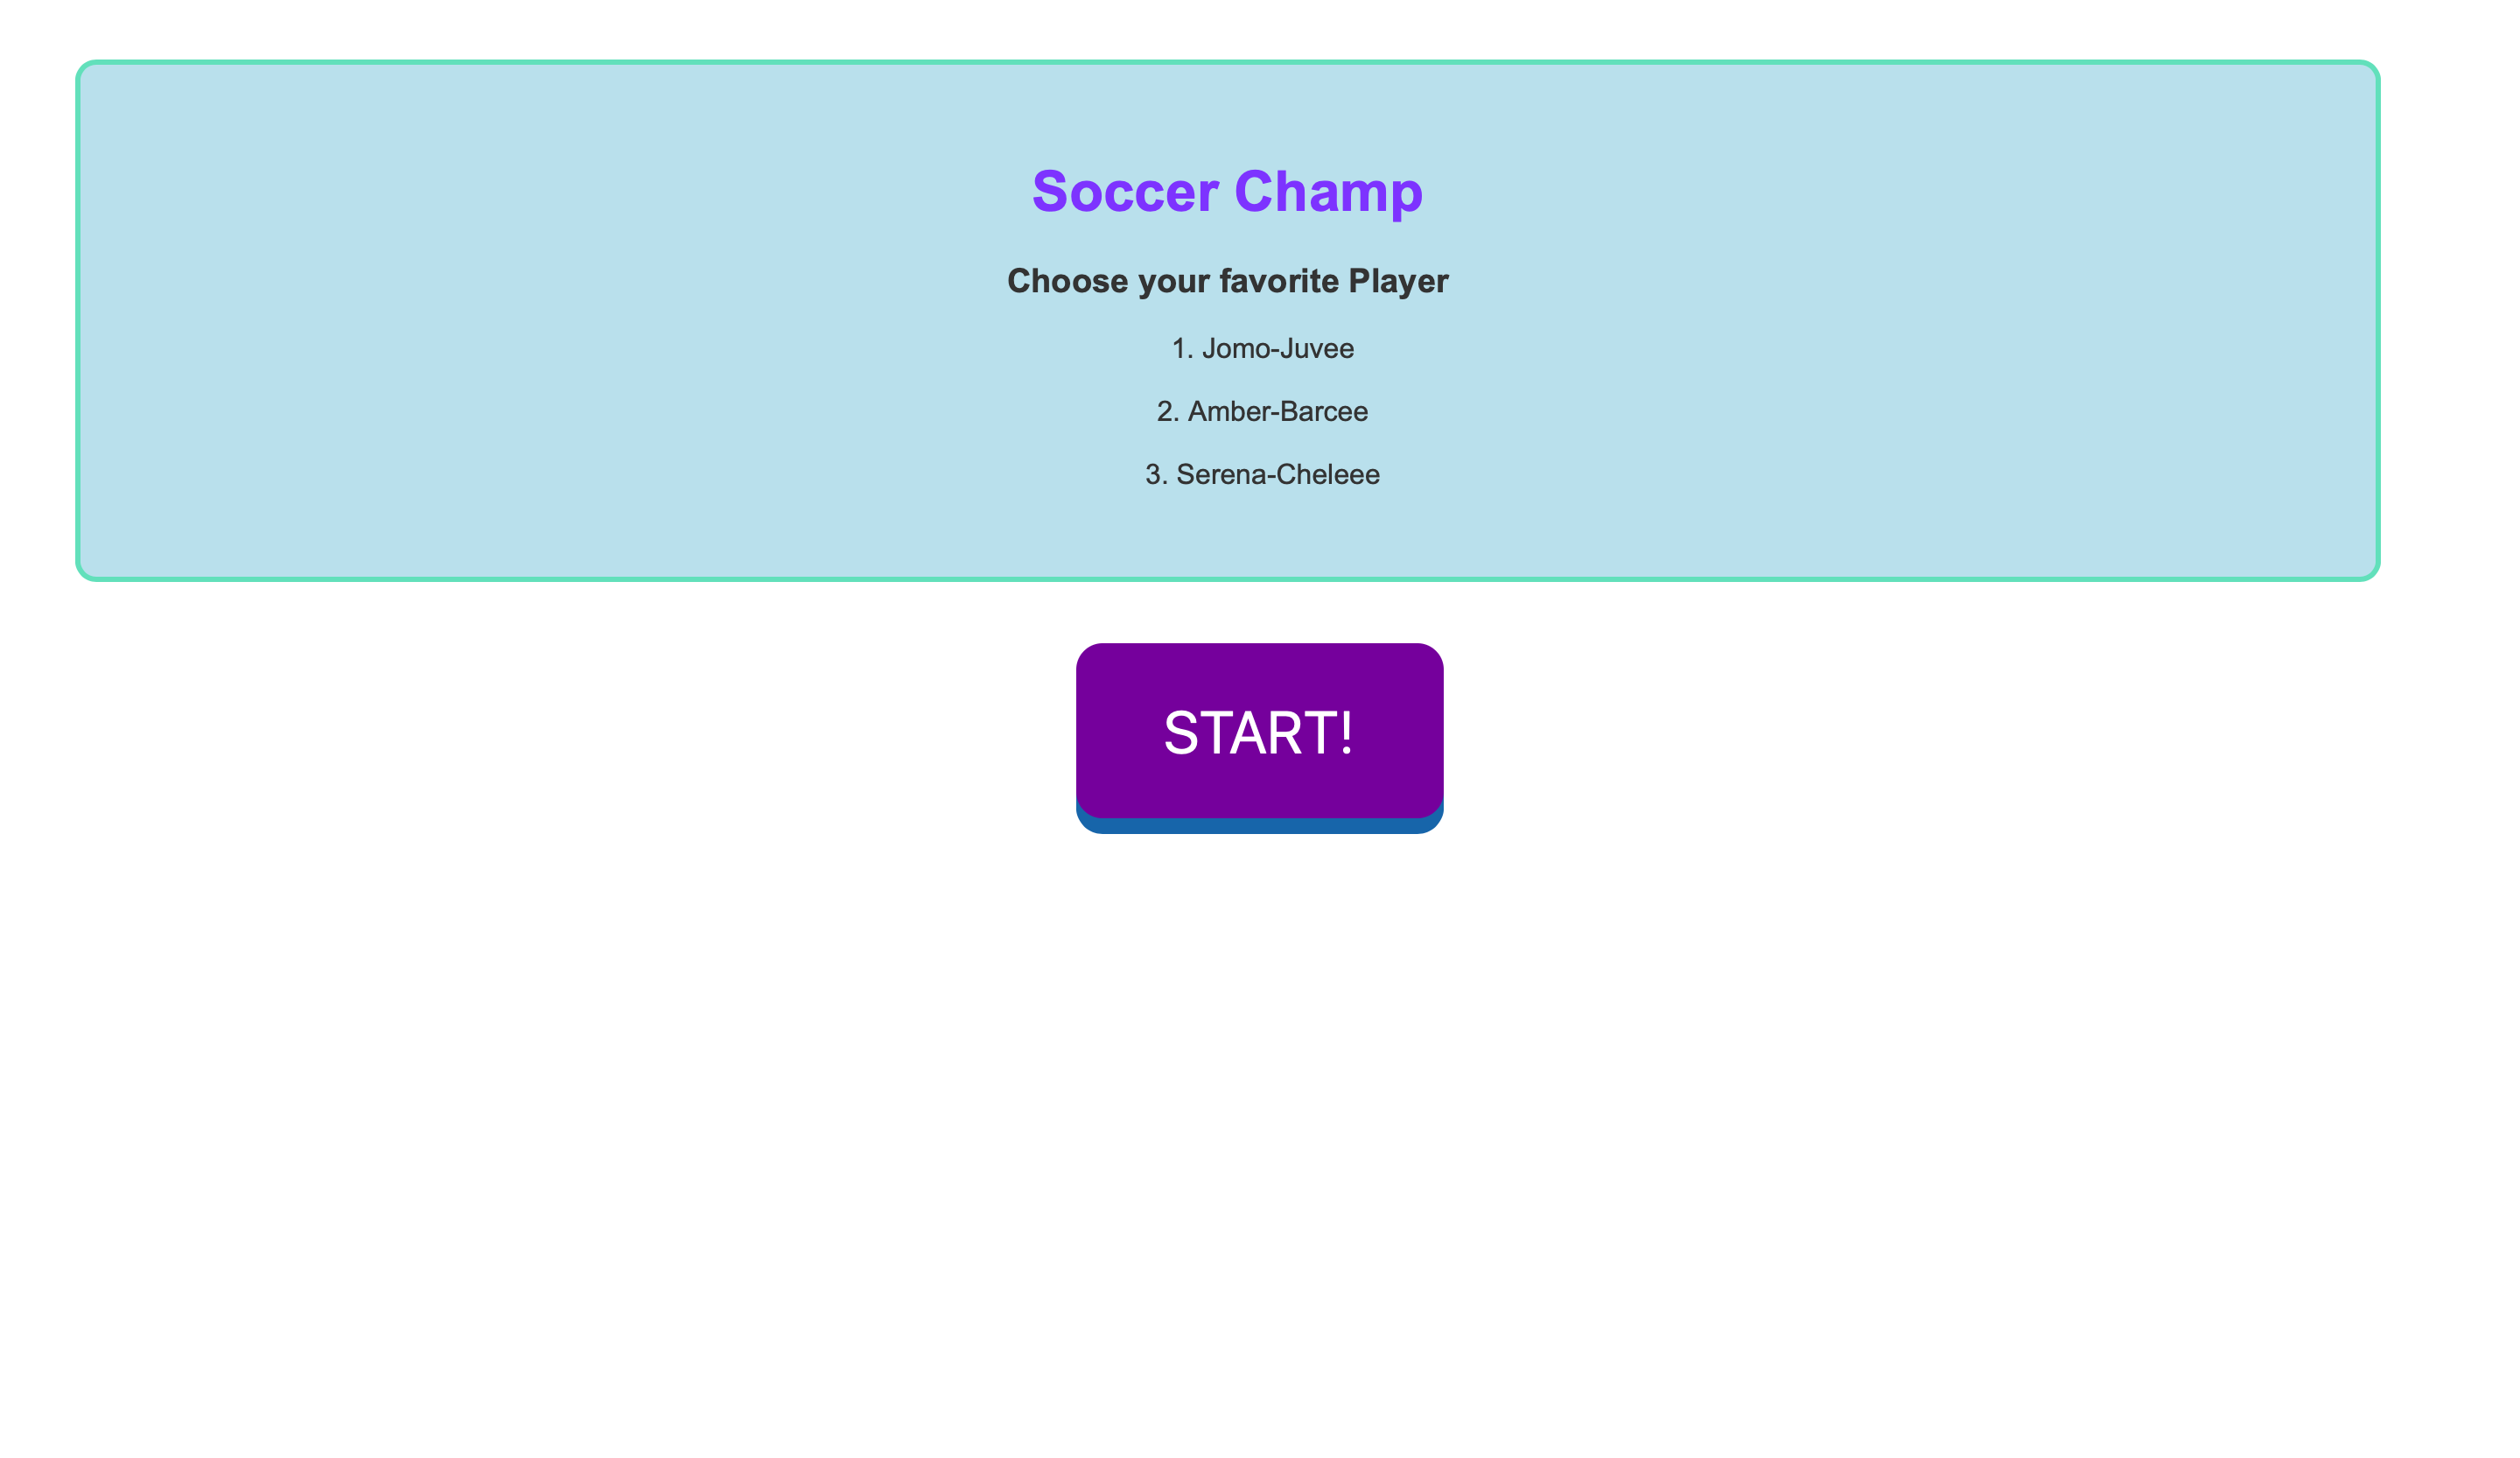 Soccer Champ
Choose your favorite Player
1. Jomo-Juvee
2. Amber-Barcee
3. Serena-Cheleee
START!